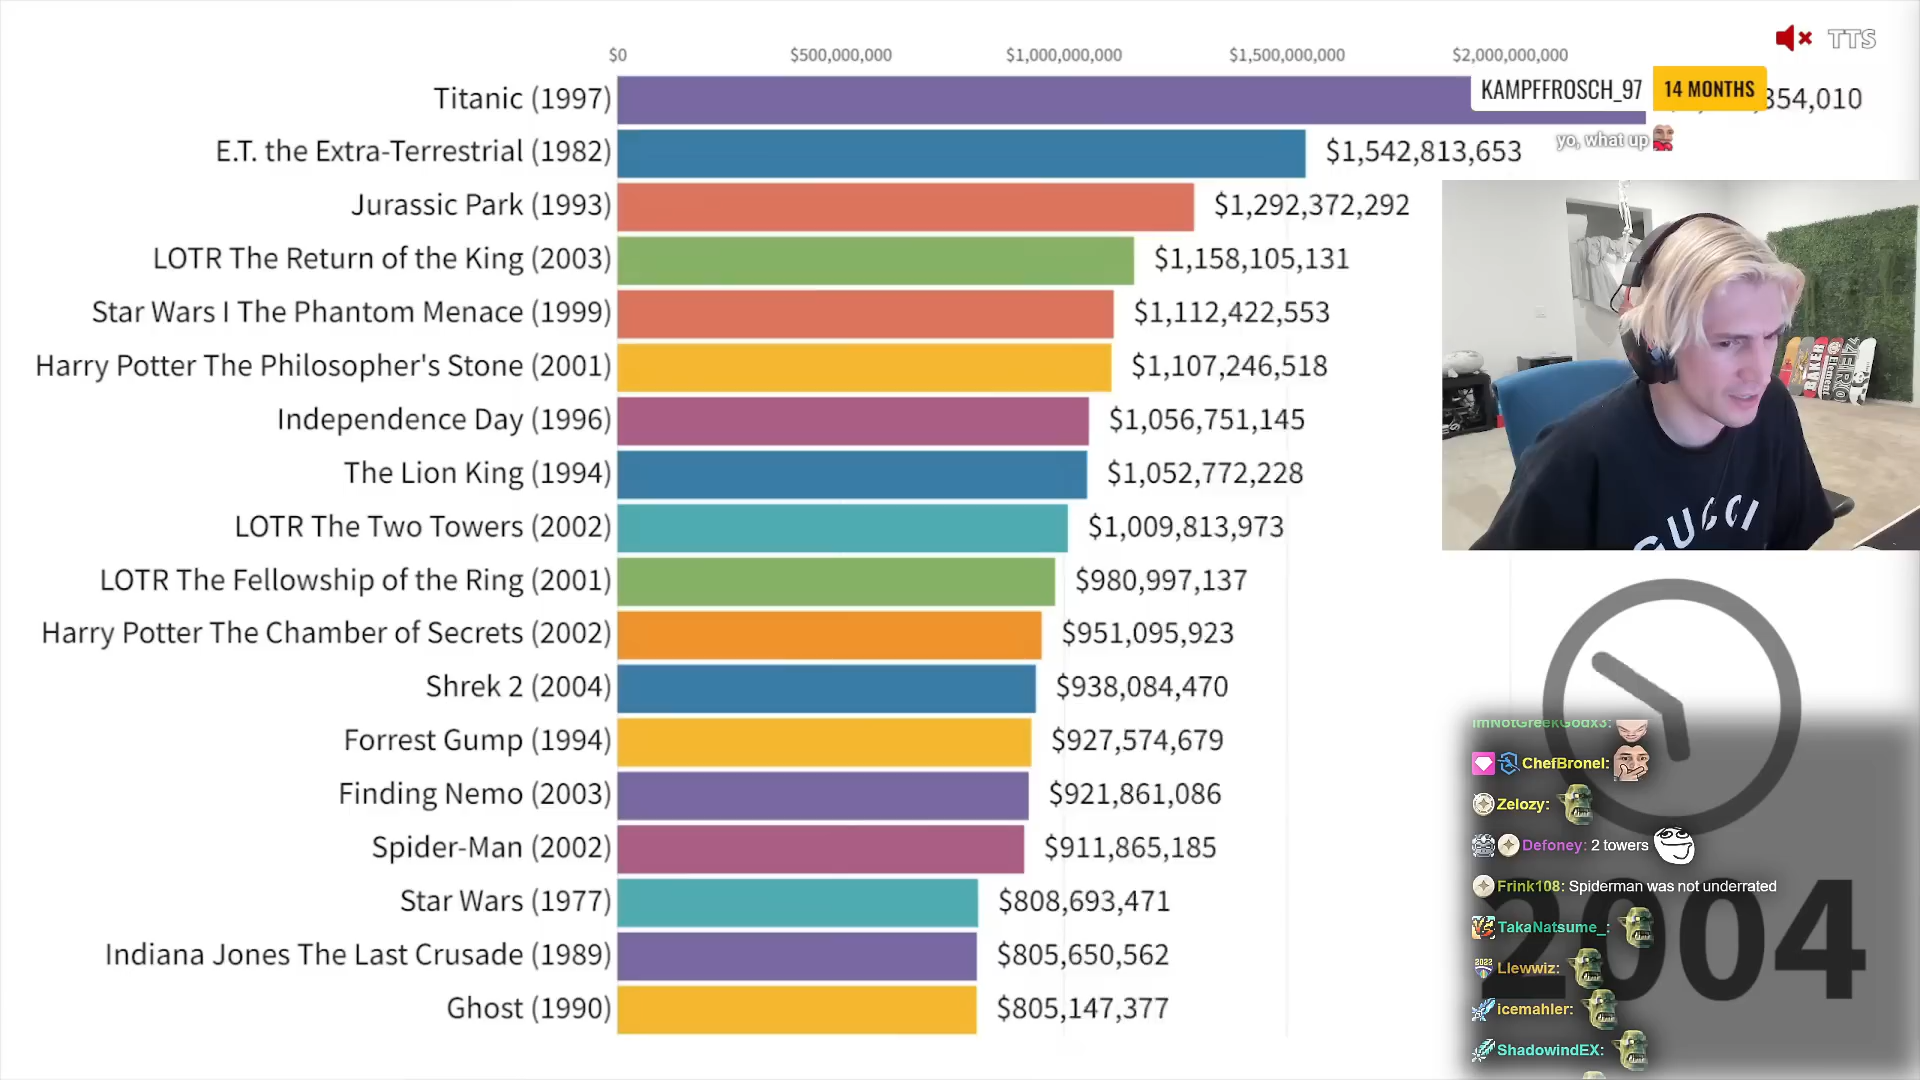 $0 $500,000,000 $1,000,000,000 $1,500,000,000 $2,000,000,000
TTS
Titanic (1997) 354,010
KAMPFFROSCH_97 14 MONTHS
yo, what up
E.T. the Extra-Terrestrial (1982) $1,542,813,653
Jurassic Park (1993) $1,292,372,292
LOTR The Return of the King (2003) $1,158,105,131
Star Wars I The Phantom Menace (1999) $1,112,422,553
Harry Potter The Philosopher's Stone (2001) $1,107,246,518
Independence Day (1996) $1,056,751,145
The Lion King (1994) $1,052,772,228
LOTR The Two Towers (2002) $1,009,813,973
LOTR The Fellowship of the Ring (2001) $980,997,137
Harry Potter The Chamber of Secrets (2002) $951,095,923
Shrek 2 (2004) $938,084,470
Forrest Gump (1994) $927,574,679
Finding Nemo (2003) $921,861,086
Spider-Man (2002) $911,865,185
Star Wars (1977) $808,693,471
Indiana Jones The Last Crusade (1989) $805,650,562
Ghost (1990) $805,147,377
BAKER
element
ZERO
GUCCI
ImNotGreekGodx3:
ChefBronel:
Zelozy:
Defoney: 2 towers
Frink108: Spiderman was not underrated
TakaNatsume_:
2022 Llewwiz:
icemahler:
ShadowindEX:
2004